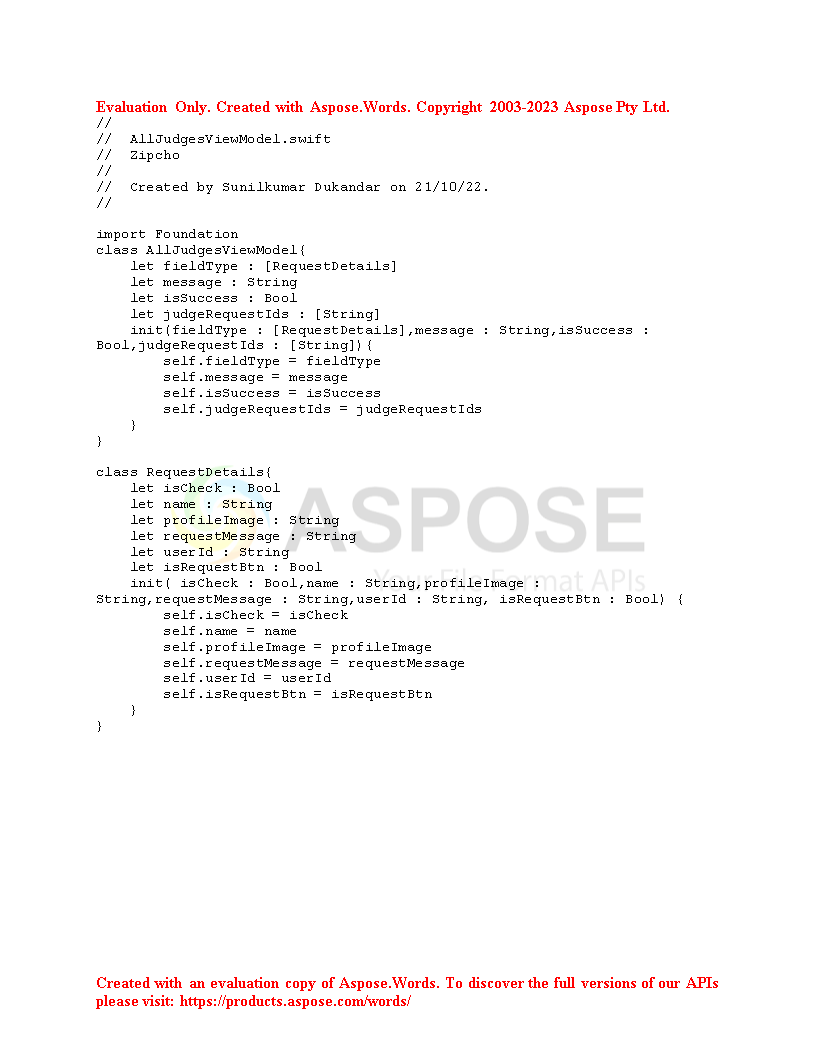 Evaluation Only. Created with Aspose.Words. Copyright 2003-2023 Aspose Pty Ltd.
//
//  AllJudgesViewModel.swift
//  Zipcho
//
//  Created by Sunilkumar Dukandar on 21/10/22.
//

import Foundation
class AllJudgesViewModel{
    let fieldType : [RequestDetails]
    let message : String
    let isSuccess : Bool
    let judgeRequestIds : [String]
    init(fieldType : [RequestDetails],message : String,isSuccess :
Bool,judgeRequestIds : [String]){
        self.fieldType = fieldType
        self.message = message
        self.isSuccess = isSuccess
        self.judgeRequestIds = judgeRequestIds
    }
}

class RequestDetails{
    let isCheck : Bool
    let name : String
    let profileImage : String
    let requestMessage : String
    let userId : String
    let isRequestBtn : Bool
    init( isCheck : Bool,name : String,profileImage :
String,requestMessage : String,userId : String, isRequestBtn : Bool) {
        self.isCheck = isCheck
        self.name = name
        self.profileImage = profileImage
        self.requestMessage = requestMessage
        self.userId = userId
        self.isRequestBtn = isRequestBtn
    }
}
ASPOSE
Your File Format APIs
Created with an evaluation copy of Aspose.Words. To discover the full versions of our APIs
please visit: https://products.aspose.com/words/